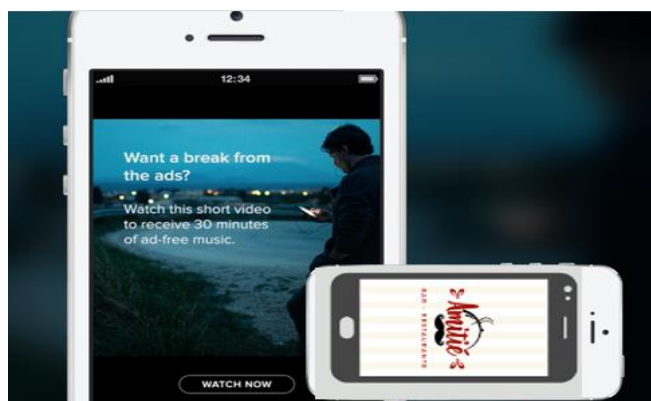 12:34
Want a break from
the ads?
Watch this short video
to receive 30 minutes
of ad-free music.
WATCH NOW
Amitié
BAR - RESTAURANTE